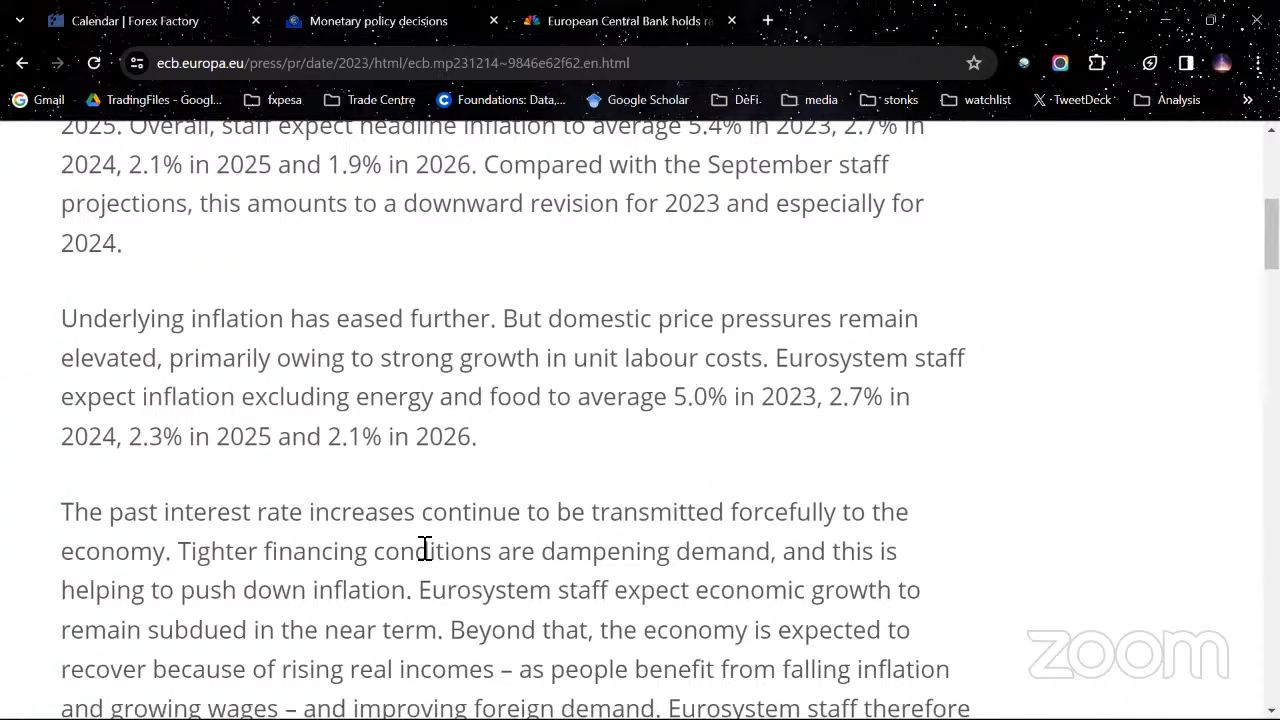 Calendar | Forex Factory
Monetary policy decisions
European Central Bank holds ra
ecb.europa.eu/press/pr/date/2023/html/ecb.mp231214~9846e62f62.en.html
Gmail
TradingFiles - Googl...
fxpesa
Trade Centre
Foundations: Data,...
Google Scholar
DeFi
media
stonks
watchlist
TweetDeck
Analysis
2025. Overall, staff expect headline inflation to average 5.4% in 2023, 2.7% in
2024, 2.1% in 2025 and 1.9% in 2026. Compared with the September staff
projections, this amounts to a downward revision for 2023 and especially for
2024.
Underlying inflation has eased further. But domestic price pressures remain
elevated, primarily owing to strong growth in unit labour costs. Eurosystem staff
expect inflation excluding energy and food to average 5.0% in 2023, 2.7% in
2024, 2.3% in 2025 and 2.1% in 2026.
The past interest rate increases continue to be transmitted forcefully to the
economy. Tighter financing conditions are dampening demand, and this is
helping to push down inflation. Eurosystem staff expect economic growth to
remain subdued in the near term. Beyond that, the economy is expected to
recover because of rising real incomes – as people benefit from falling inflation
and growing wages – and improving foreign demand. Eurosystem staff therefore
zoom